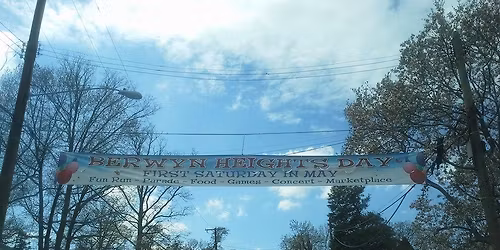 BERWYN HEIGHTS DAY
FIRST SATURDAY IN MAY
Fun Run - Parade - Food - Games - Concert - Marketplace